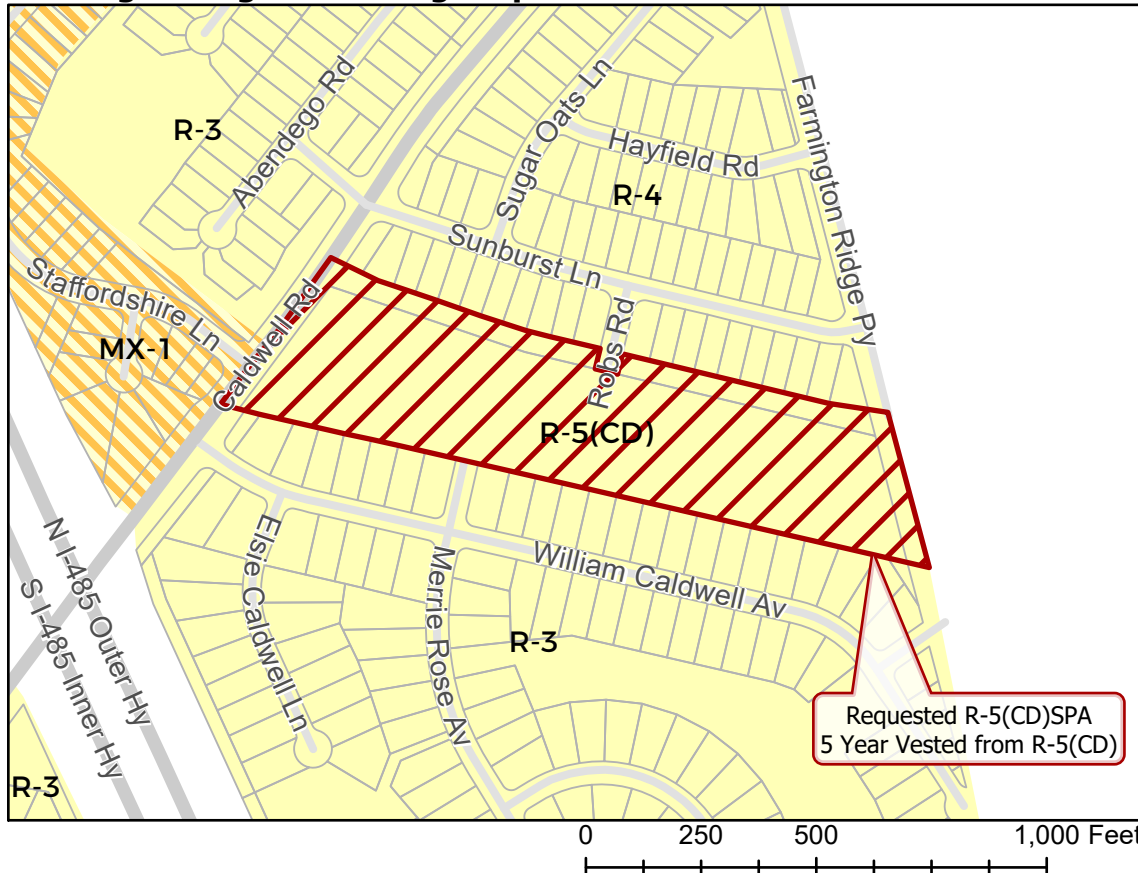 R-3
Abendego Rd
Sugar Oats Ln
Hayfield Rd
R-4
Farmington Ridge Py
Sunburst Ln
Staffordshire Ln
MX-1
Caldwell Rd
Robs Rd
R-5(CD)
N I-485 Outer Hy
S I-485 Inner Hy
Elsie Caldwell Ln
Merrie Rose Av
William Caldwell Av
R-3
Requested R-5(CD)SPA
5 Year Vested from R-5(CD)
R-3
0 250 500 1,000 Feet